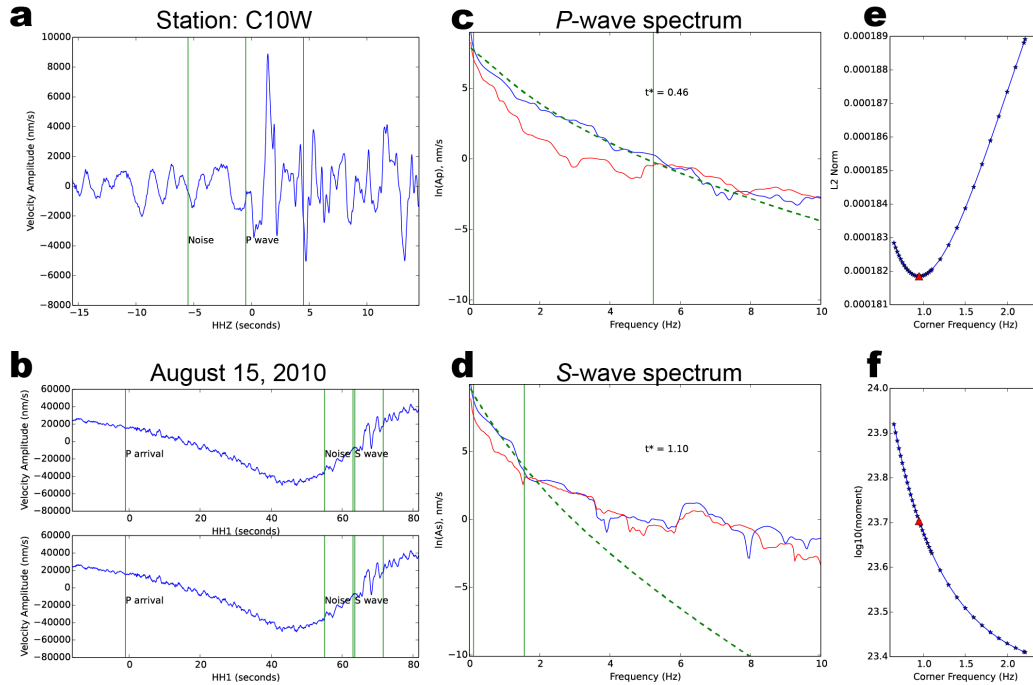 a
Station: C10W
10000
8000
6000
4000
2000
0
−2000
−4000
−6000
−8000
Velocity Amplitude (nm/s)
Noise
P wave
−15
−10
−5
0
5
10
HHZ (seconds)
b
August 15, 2010
60000
40000
20000
0
−20000
−40000
−60000
−80000
Velocity Amplitude (nm/s)
P arrival
Noise
S wave
0
20
40
60
80
HH1 (seconds)
60000
40000
20000
0
−20000
−40000
−60000
−80000
Velocity Amplitude (nm/s)
P arrival
Noise
S wave
0
20
40
60
80
HH1 (seconds)
c
P-wave spectrum
5
0
−5
−10
ln(Ap), nm/s
t* = 0.46
0
2
4
6
8
10
Frequency (Hz)
d
S-wave spectrum
5
0
−5
−10
ln(As), nm/s
t* = 1.10
0
2
4
6
8
10
Frequency (Hz)
e
0.000189
0.000188
0.000187
0.000186
0.000185
0.000184
0.000183
0.000182
0.000181
L2 Norm
1.0
1.5
2.0
Corner Frequency (Hz)
f
24.0
23.9
23.8
23.7
23.6
23.5
23.4
log10(moment)
1.0
1.5
2.0
Corner Frequency (Hz)